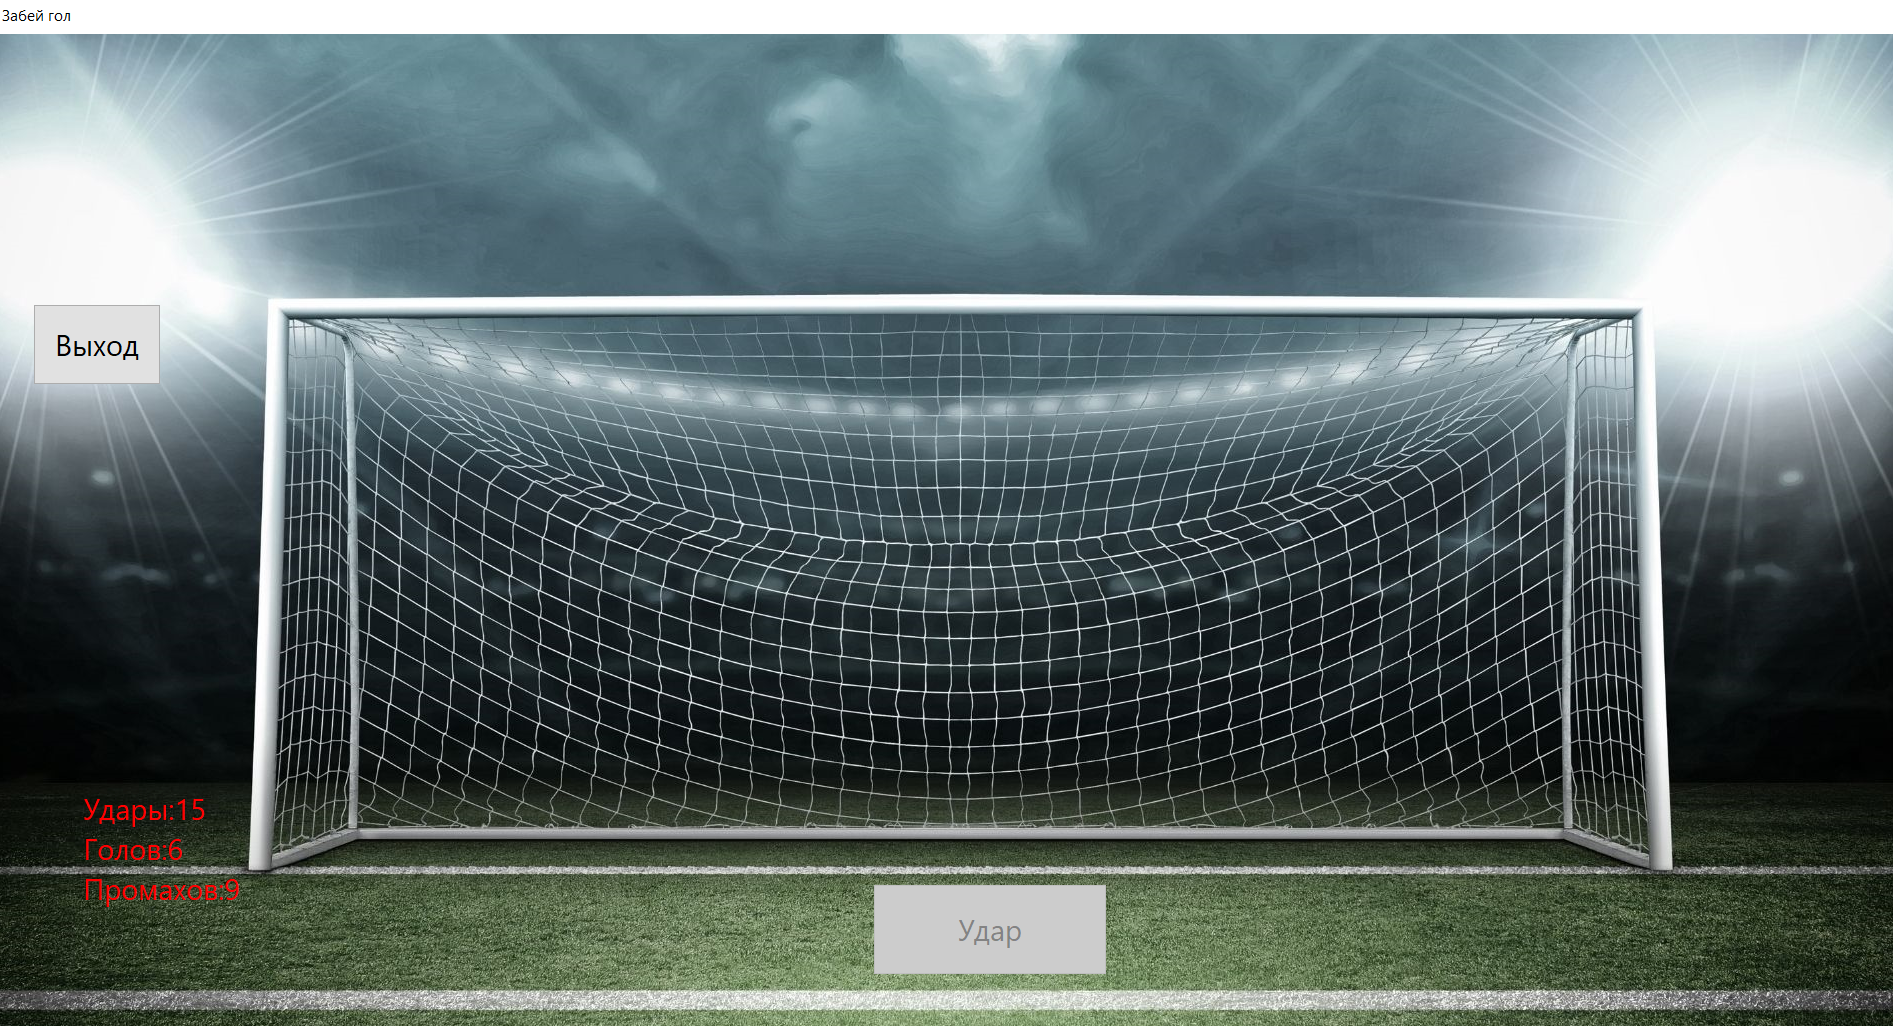 Забей гол
Выход
Удары:15
Голов:6
Промахов:9
Удар